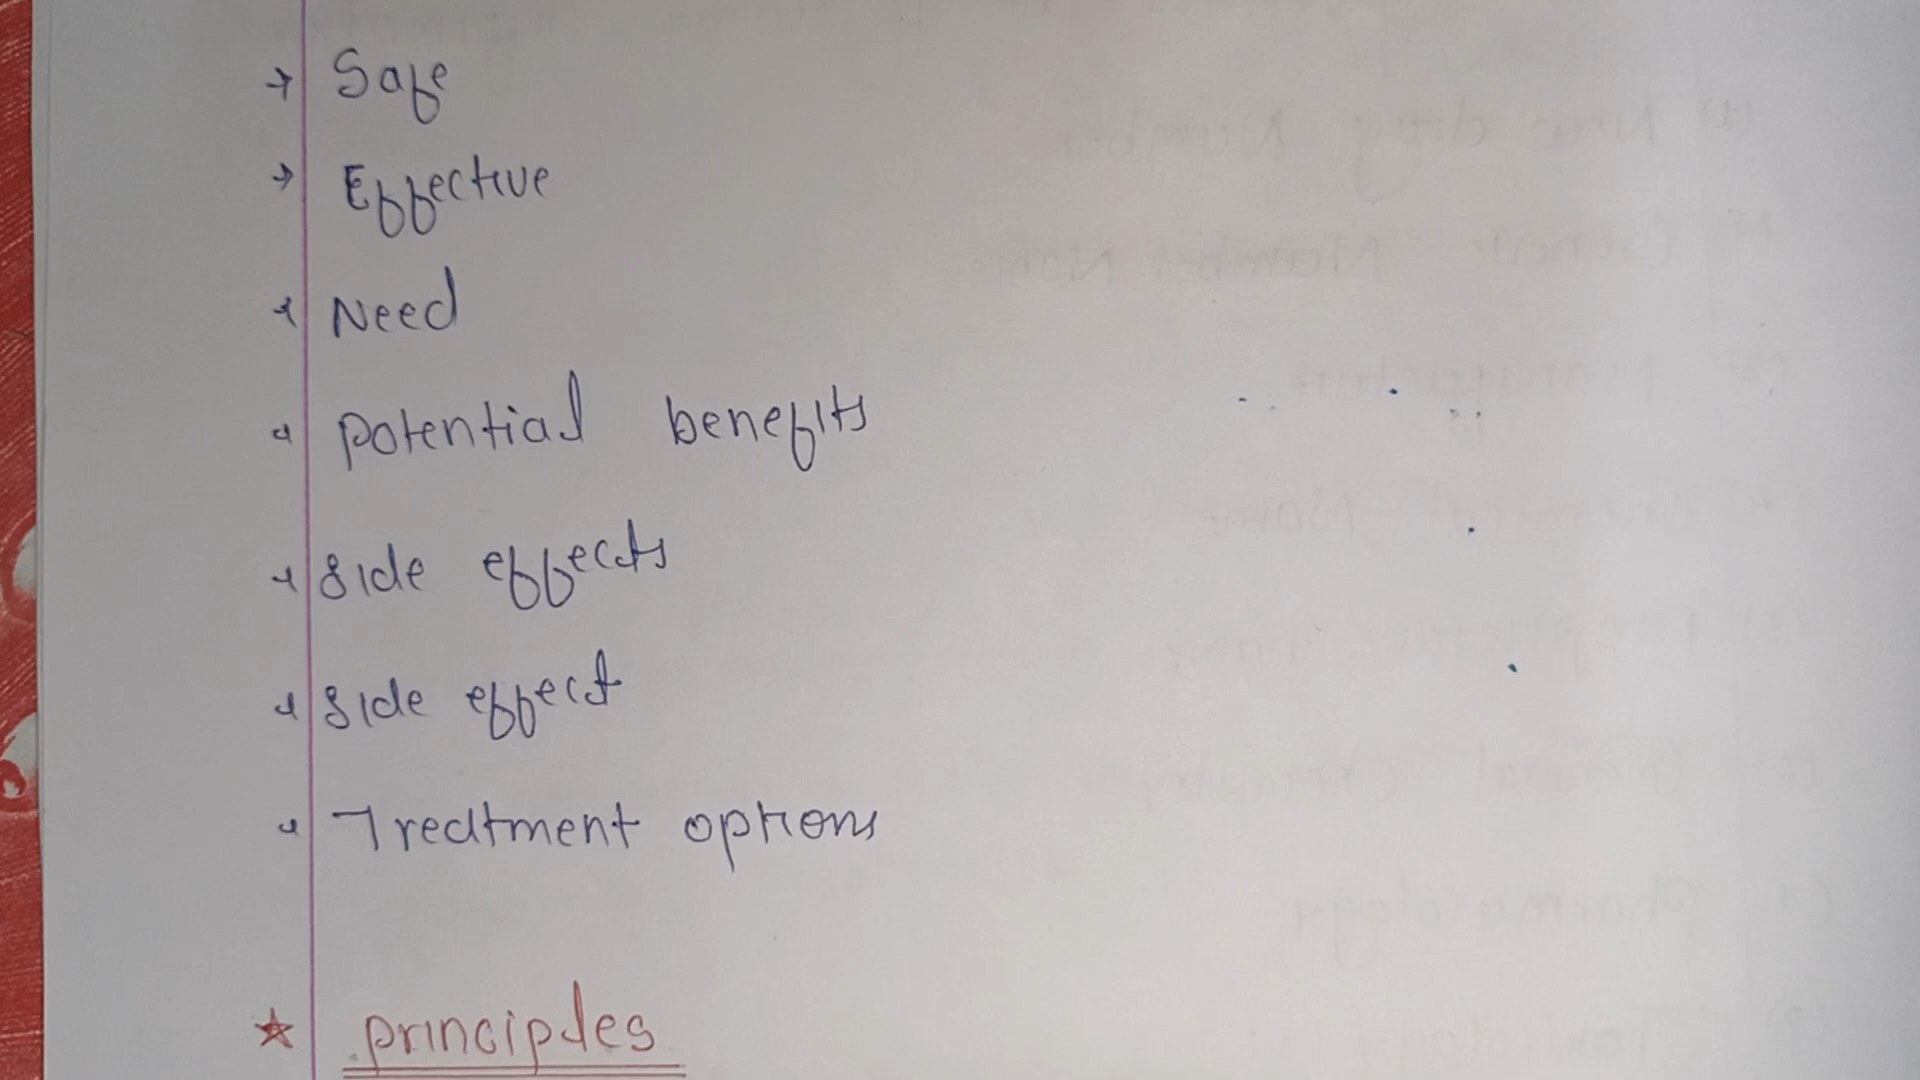 → Safe
→ Effective
→ Need
→ Potential benefits
→ Side effects
→ Side effect
→ Treatment options
☆ principles